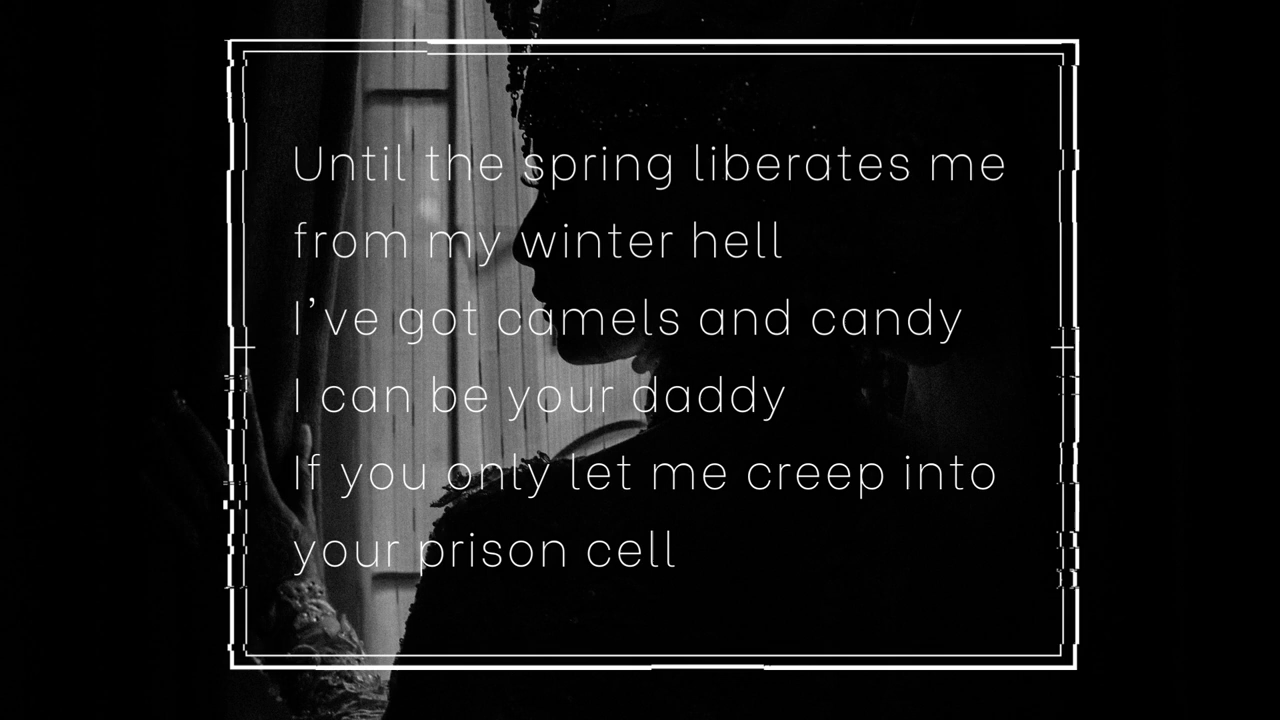 Until the spring liberates me
from my winter hell
I’ve got camels and candy
I can be your daddy
If you only let me creep into
your prison cell